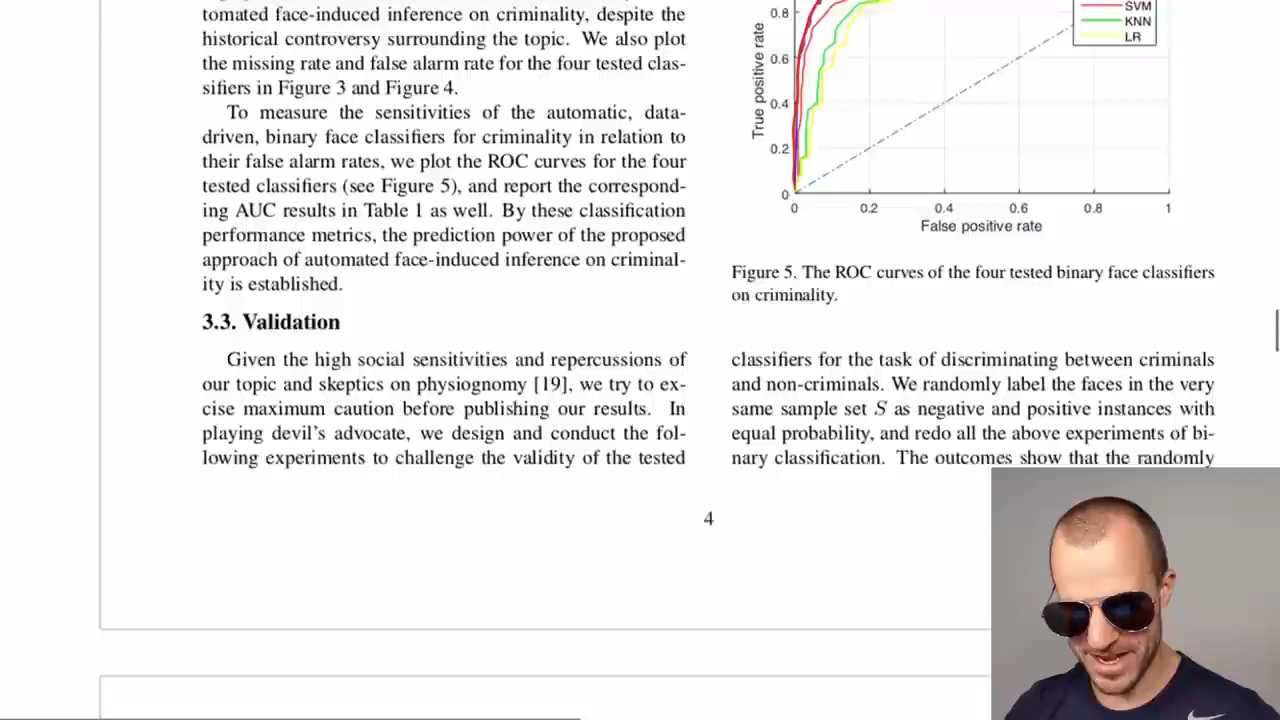 tomated face-induced inference on criminality, despite the
historical controversy surrounding the topic. We also plot
the missing rate and false alarm rate for the four tested clas-
sifiers in Figure 3 and Figure 4.
To measure the sensitivities of the automatic, data-
driven, binary face classifiers for criminality in relation to
their false alarm rates, we plot the ROC curves for the four
tested classifiers (see Figure 5), and report the correspond-
ing AUC results in Table 1 as well. By these classification
performance metrics, the prediction power of the proposed
approach of automated face-induced inference on criminal-
ity is established.
3.3. Validation
Given the high social sensitivities and repercussions of
our topic and skeptics on physiognomy [19], we try to ex-
cise maximum caution before publishing our results. In
playing devil's advocate, we design and conduct the fol-
lowing experiments to challenge the validity of the tested
SVM
KNN
LR
True positive rate
0.8
0.6
0.4
0.2
0
0 0.2 0.4 0.6 0.8 1
False positive rate
Figure 5. The ROC curves of the four tested binary face classifiers
on criminality.
classifiers for the task of discriminating between criminals
and non-criminals. We randomly label the faces in the very
same sample set S as negative and positive instances with
equal probability, and redo all the above experiments of bi-
nary classification. The outcomes show that the randomly
4